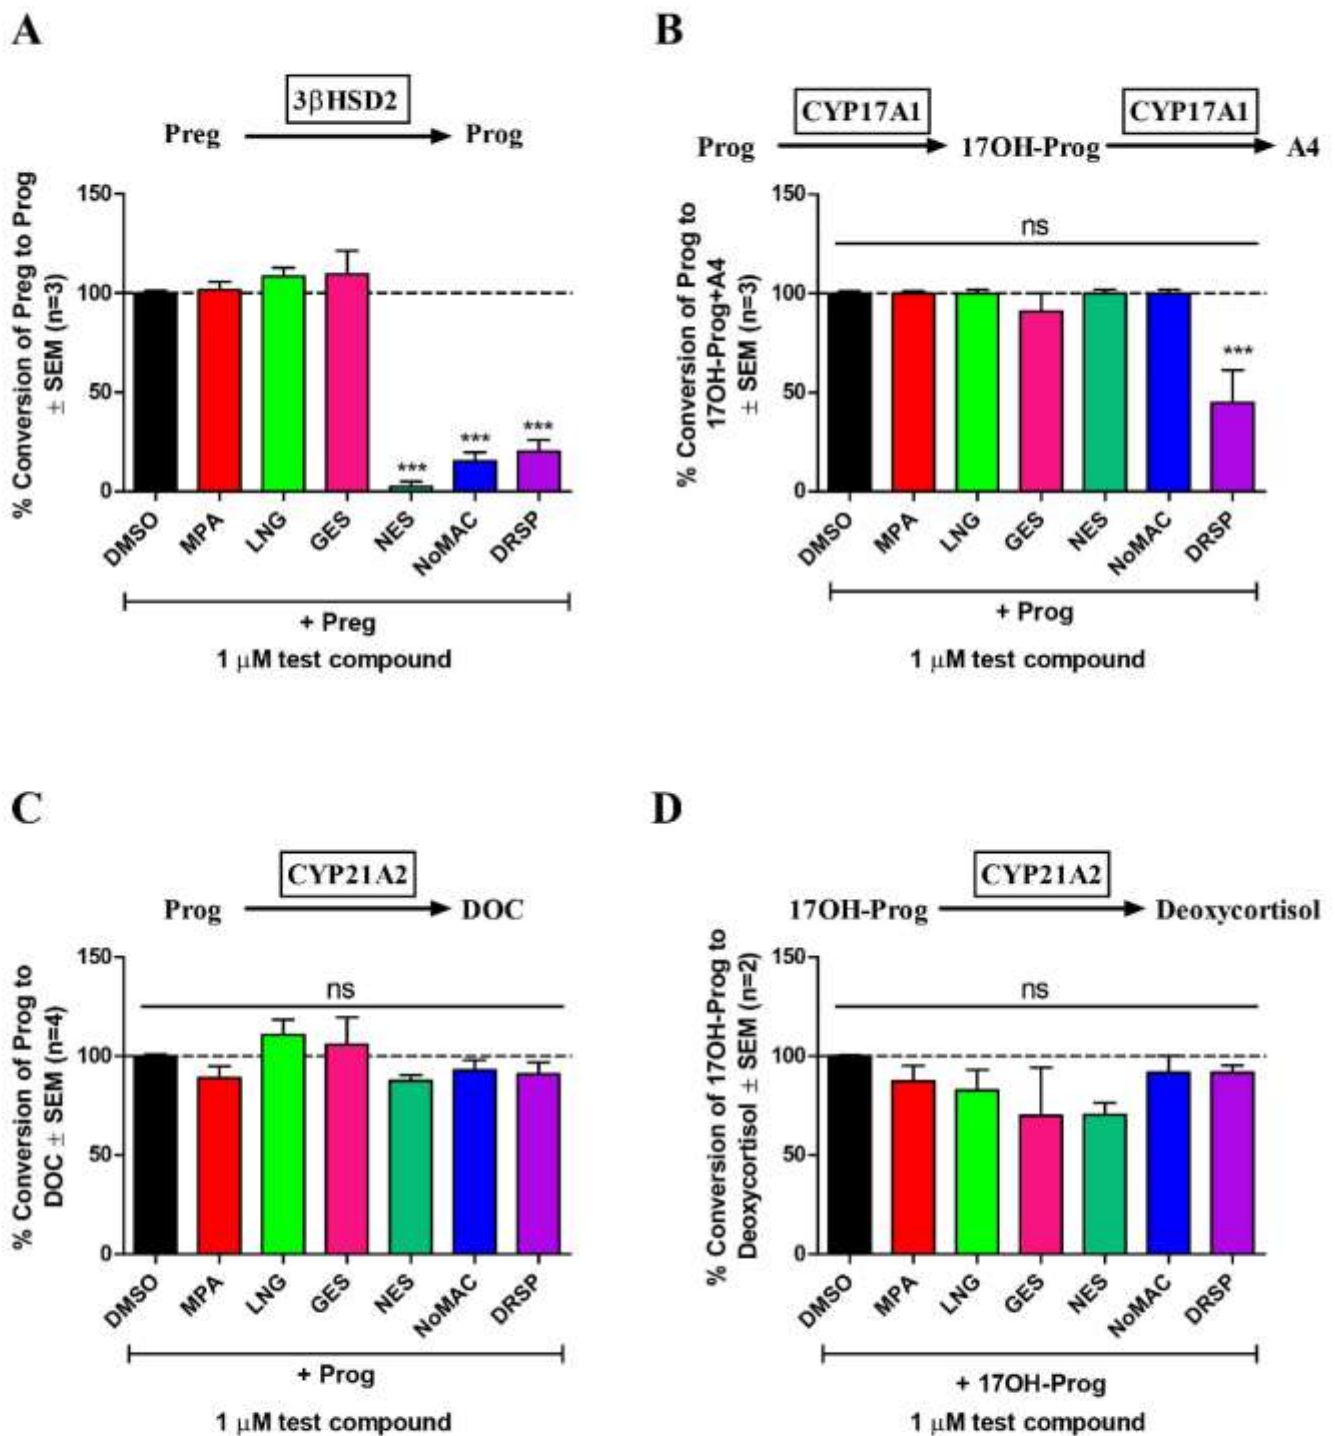 A
3βHSD2
Preg Prog
% Conversion of Preg to Prog
± SEM (n=3)
150
100
50
0
***
***
***
DMSO
MPA
LNG
GES
NES
NoMAC
DRSP
+ Preg
1 μM test compound
B
CYP17A1 CYP17A1
Prog 17OH-Prog A4
% Conversion of Prog to
17OH-Prog+A4
± SEM (n=3)
150
100
50
0
ns
***
DMSO
MPA
LNG
GES
NES
NoMAC
DRSP
+ Prog
1 μM test compound
C
CYP21A2
Prog DOC
% Conversion of Prog to
DOC ± SEM (n=4)
150
100
50
0
ns
DMSO
MPA
LNG
GES
NES
NoMAC
DRSP
+ Prog
1 μM test compound
D
CYP21A2
17OH-Prog Deoxycortisol
% Conversion of 17OH-Prog to
Deoxycortisol ± SEM (n=2)
150
100
50
0
ns
DMSO
MPA
LNG
GES
NES
NoMAC
DRSP
+ 17OH-Prog
1 μM test compound